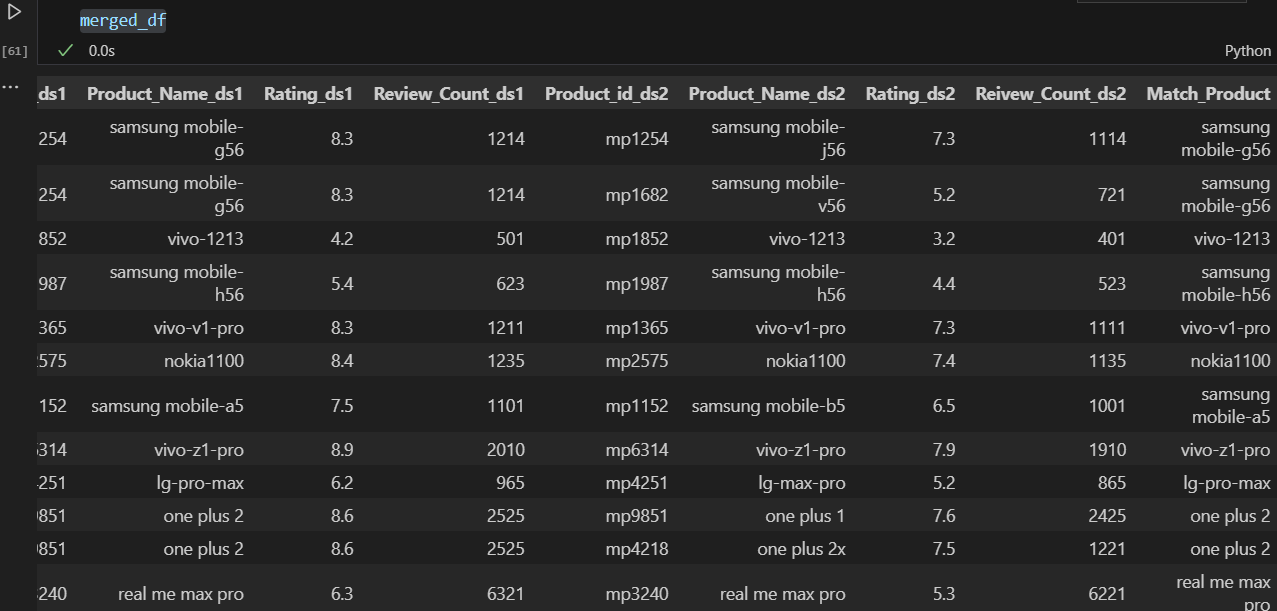 merged_df
[61] 0.0s Python
... _ds1 Product_Name_ds1 Rating_ds1 Review_Count_ds1 Product_id_ds2 Product_Name_ds2 Rating_ds2 Reivew_Count_ds2 Match_Product
254 samsung mobile-g56 8.3 1214 mp1254 samsung mobile-j56 7.3 1114 samsung mobile-g56
254 samsung mobile-g56 8.3 1214 mp1682 samsung mobile-v56 5.2 721 samsung mobile-g56
852 vivo-1213 4.2 501 mp1852 vivo-1213 3.2 401 vivo-1213
987 samsung mobile-h56 5.4 623 mp1987 samsung mobile-h56 4.4 523 samsung mobile-h56
365 vivo-v1-pro 8.3 1211 mp1365 vivo-v1-pro 7.3 1111 vivo-v1-pro
575 nokia1100 8.4 1235 mp2575 nokia1100 7.4 1135 nokia1100
152 samsung mobile-a5 7.5 1101 mp1152 samsung mobile-b5 6.5 1001 samsung mobile-a5
314 vivo-z1-pro 8.9 2010 mp6314 vivo-z1-pro 7.9 1910 vivo-z1-pro
251 lg-pro-max 6.2 965 mp4251 lg-max-pro 5.2 865 lg-pro-max
851 one plus 2 8.6 2525 mp9851 one plus 1 7.6 2425 one plus 2
851 one plus 2 8.6 2525 mp4218 one plus 2x 7.5 1221 one plus 2
240 real me max pro 6.3 6321 mp3240 real me max pro 5.3 6221 real me max pro